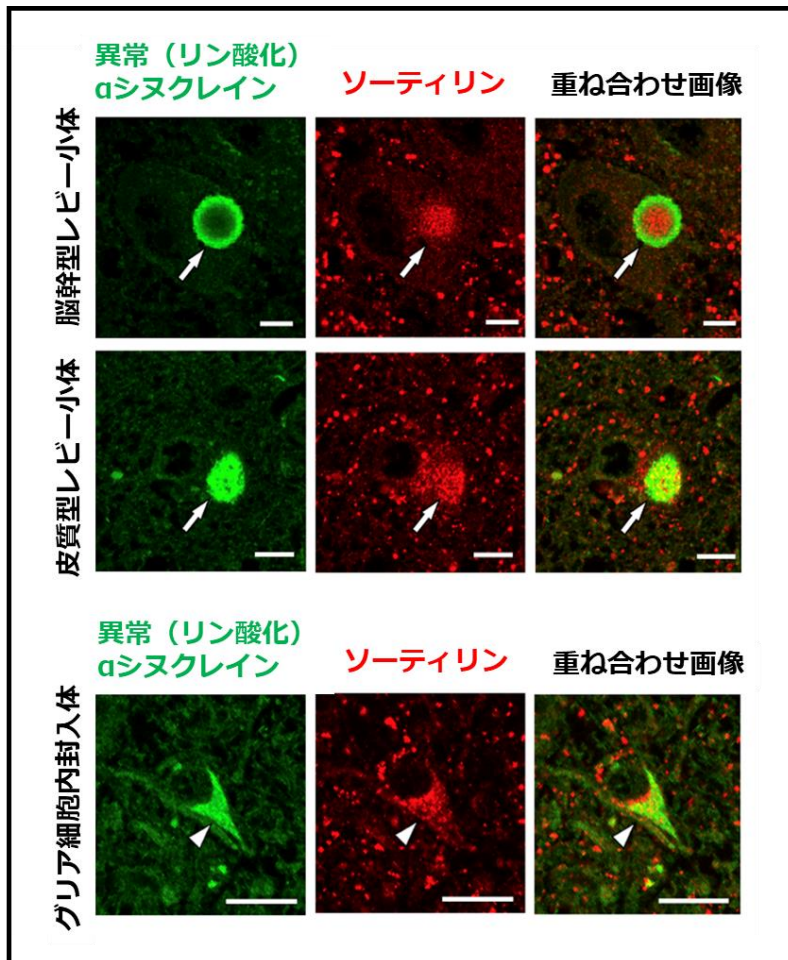 異常（リン酸化）
αシヌクレイン
ソーティリン
重ね合わせ画像
脳幹型レビー小体
皮質型レビー小体
異常（リン酸化）
αシヌクレイン
ソーティリン
重ね合わせ画像
グリア細胞内封入体